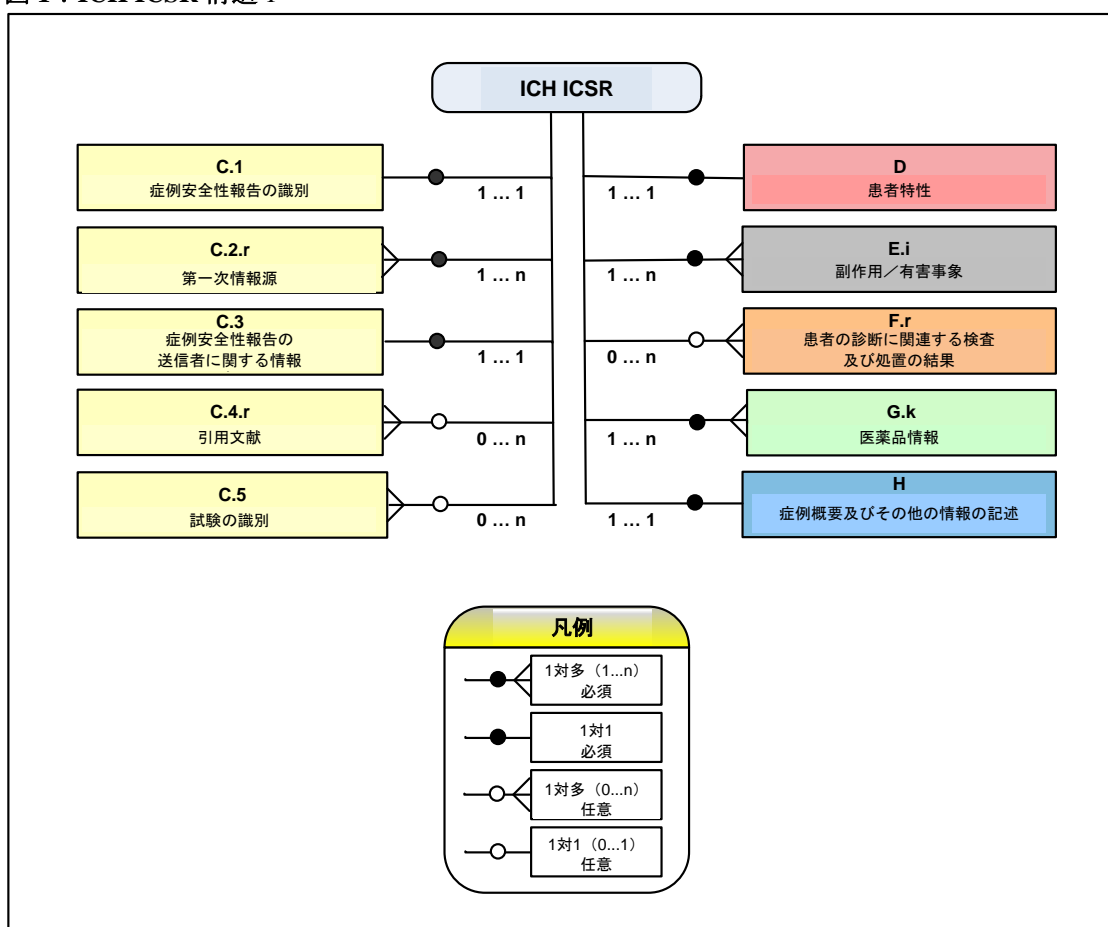 ICH ICSR
C.1
症例安全性報告の識別
1 … 1
C.2.r
第一次情報源
1 … n
C.3
症例安全性報告の
送信者に関する情報
1 … 1
C.4.r
引用文献
0 … n
C.5
試験の識別
0 … n
D
患者特性
1 … 1
E.i
副作用／有害事象
1 … n
F.r
患者の診断に関連する検査
及び処置の結果
0 … n
G.k
医薬品情報
1 … n
H
症例概要及びその他の情報の記述
1 … 1
凡例
1対多（1...n）
必須
1対1
必須
1対多（0...n）
任意
1対1（0...1）
任意